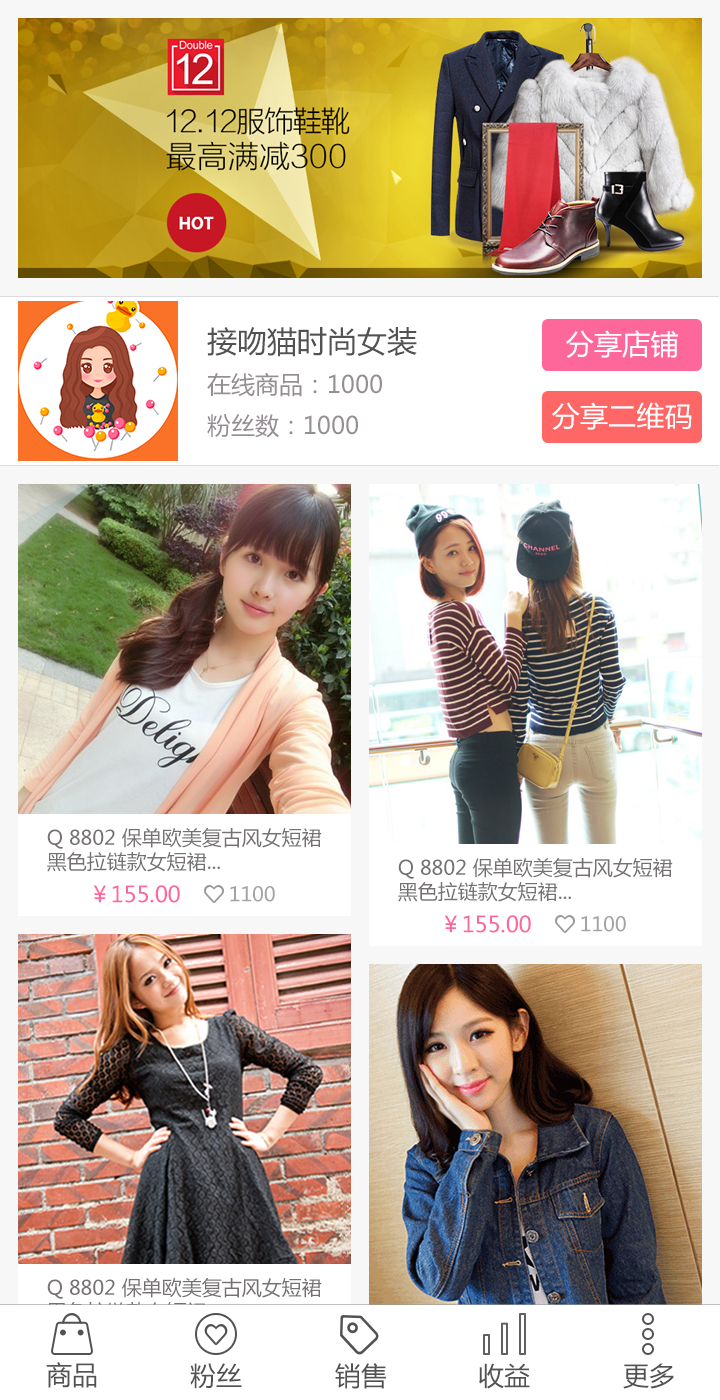 Double
12
12.12服饰鞋靴
最高满减300
HOT
接吻猫时尚女装
在线商品：1000
粉丝数：1000
分享店铺
分享二维码
Delig
99
CHANNEL
Q 8802 保单欧美复古风女短裙
黑色拉链款女短裙...
¥155.00 1100
Q 8802 保单欧美复古风女短裙
黑色拉链款女短裙...
¥155.00 1100
Q 8802 保单欧美复古风女短裙
商品
粉丝
销售
收益
更多